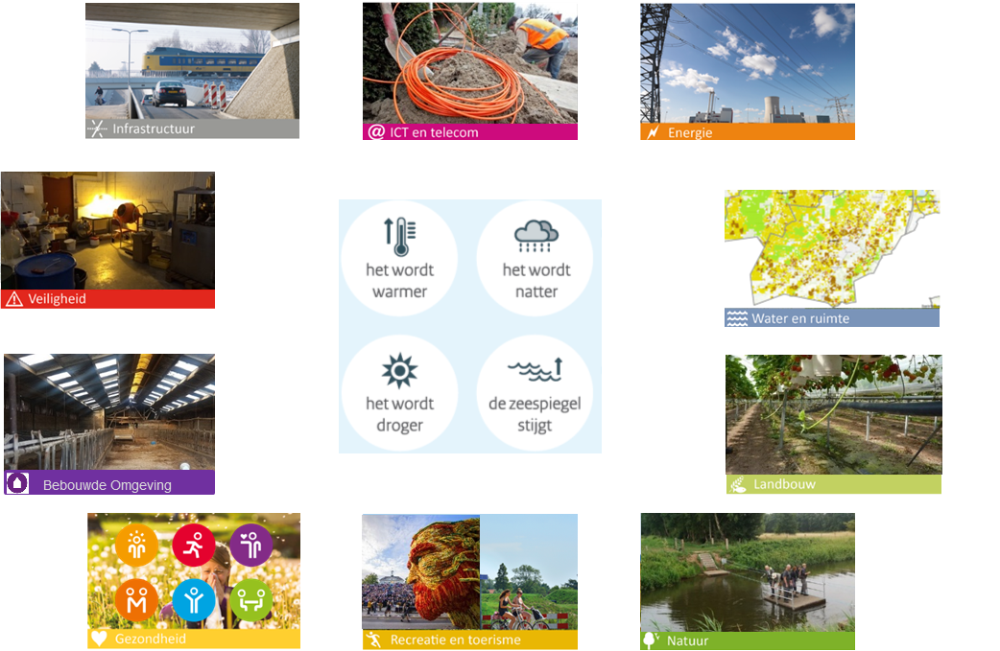 Infrastructuur
@ ICT en telecom
Energie
Veiligheid
het wordt
warmer
het wordt
natter
Water en ruimte
het wordt
droger
de zeespiegel
stijgt
Bebouwde Omgeving
Landbouw
Gezondheid
Recreatie en toerisme
Natuur